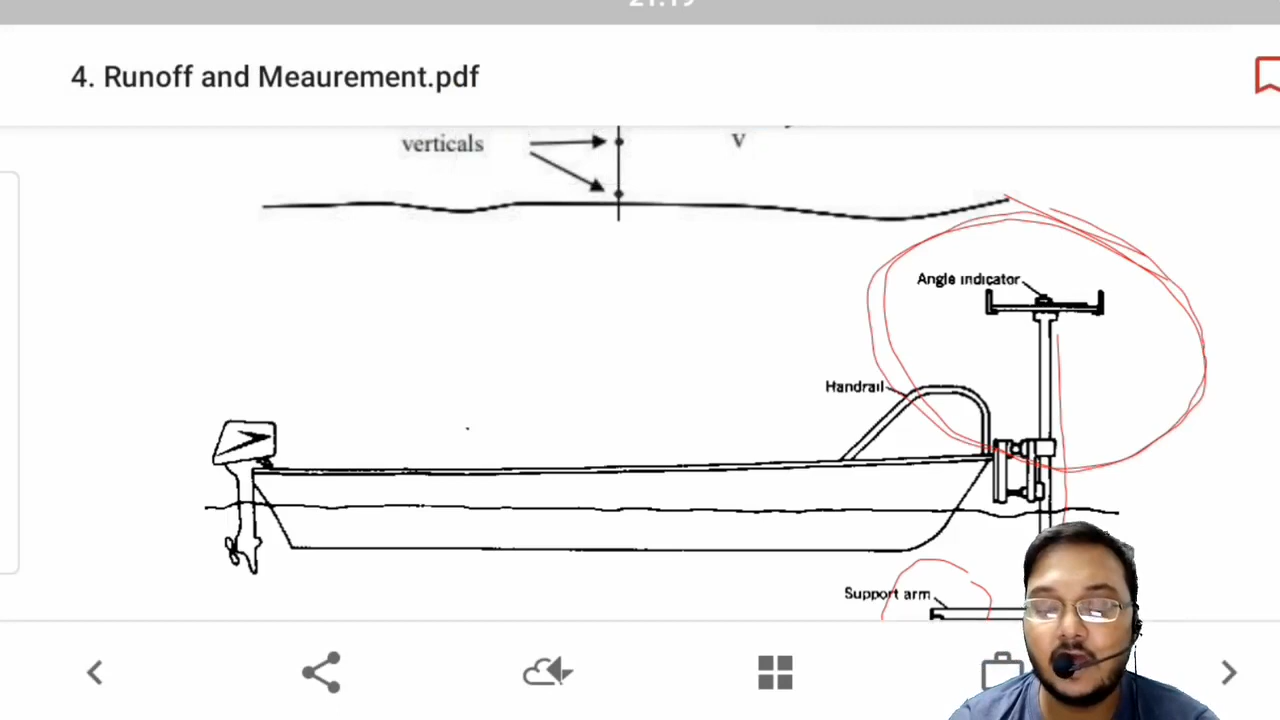 4. Runoff and Meaurement.pdf
verticals
V
Angle indicator
Handrail
Support arm